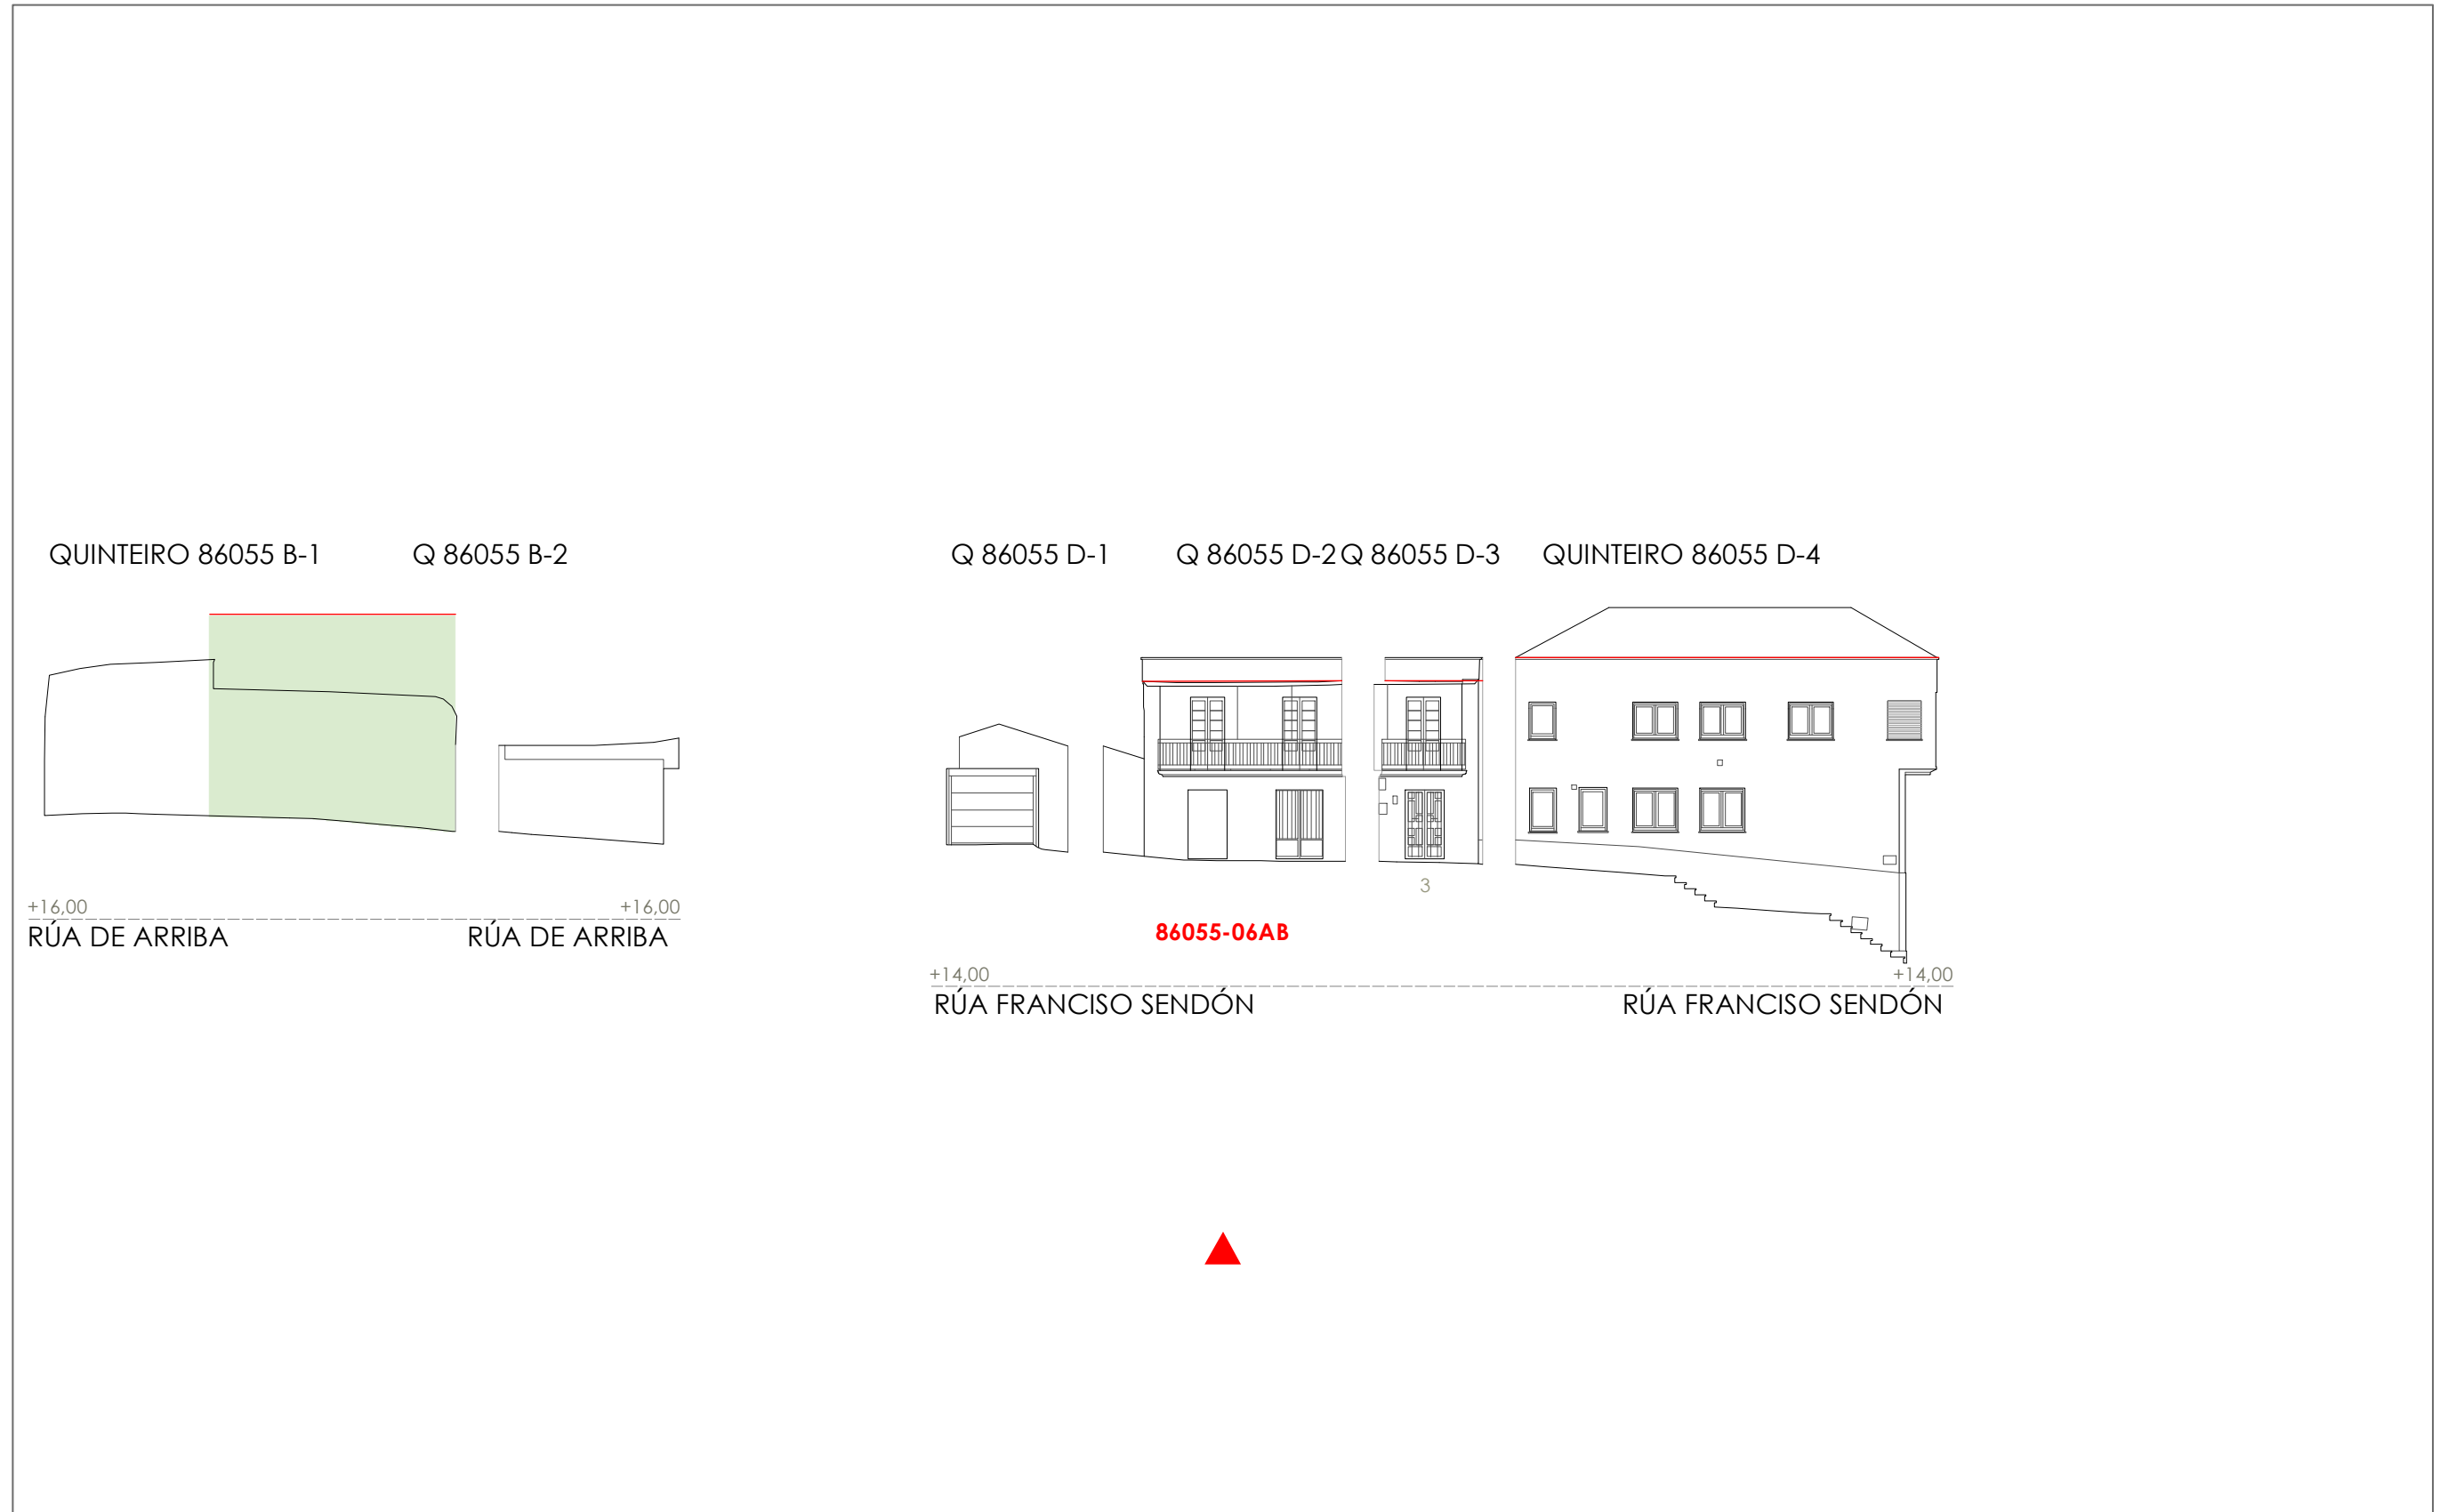 QUINTEIRO 86055 B-1
Q 86055 B-2
Q 86055 D-1
Q 86055 D-2
Q 86055 D-3
QUINTEIRO 86055 D-4
3
+16,00
+16,00
RÚA DE ARRIBA
RÚA DE ARRIBA
86055-06AB
+14,00
+14,00
RÚA FRANCISO SENDÓN
RÚA FRANCISO SENDÓN